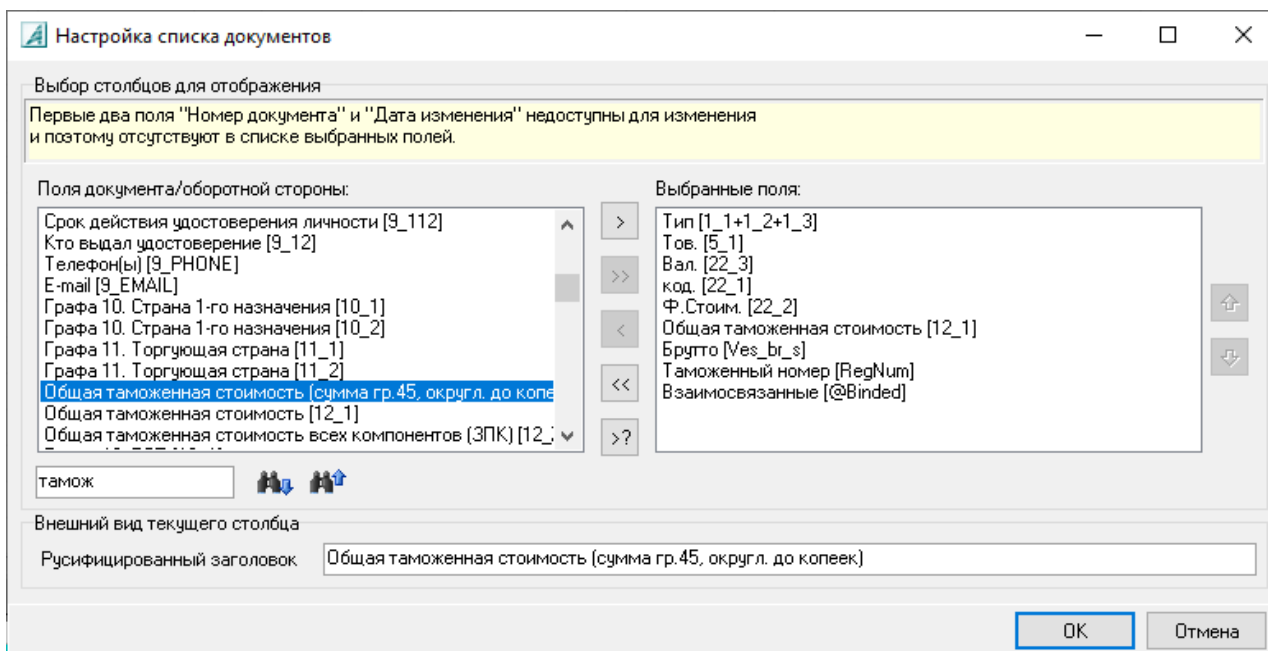 Настройка списка документов
Выбор столбцов для отображения
Первые два поля "Номер документа" и "Дата изменения" недоступны для изменения
и поэтому отсутствуют в списке выбранных полей.
Поля документа/оборотной стороны:
Срок действия удостоверения личности [9_112]
Кто выдал удостоверение [9_12]
Телефон(ы) [9_PHONE]
E-mail [9_EMAIL]
Графа 10. Страна 1-го назначения [10_1]
Графа 10. Страна 1-го назначения [10_2]
Графа 11. Торгующая страна [11_1]
Графа 11. Торгующая страна [11_2]
Общая таможенная стоимость (сумма гр.45, округл. до копе
Общая таможенная стоимость [12_1]
Общая таможенная стоимость всех компонентов (ЗПК)
>
>>
<
<<
>?
Выбранные поля:
Тип [1_1+1_2+1_3]
Тов. [5_1]
Вал. [22_3]
код. [22_1]
Ф.Стоим. [22_2]
Общая таможенная стоимость [12_1]
Брутто [Ves_br_s]
Таможенный номер [RegNum]
Взаимосвязанные [@Binded]
тамож
Внешний вид текущего столбца
Русифицированный заголовок
Общая таможенная стоимость (сумма гр.45, округл. до копеек)
OK
Отмена